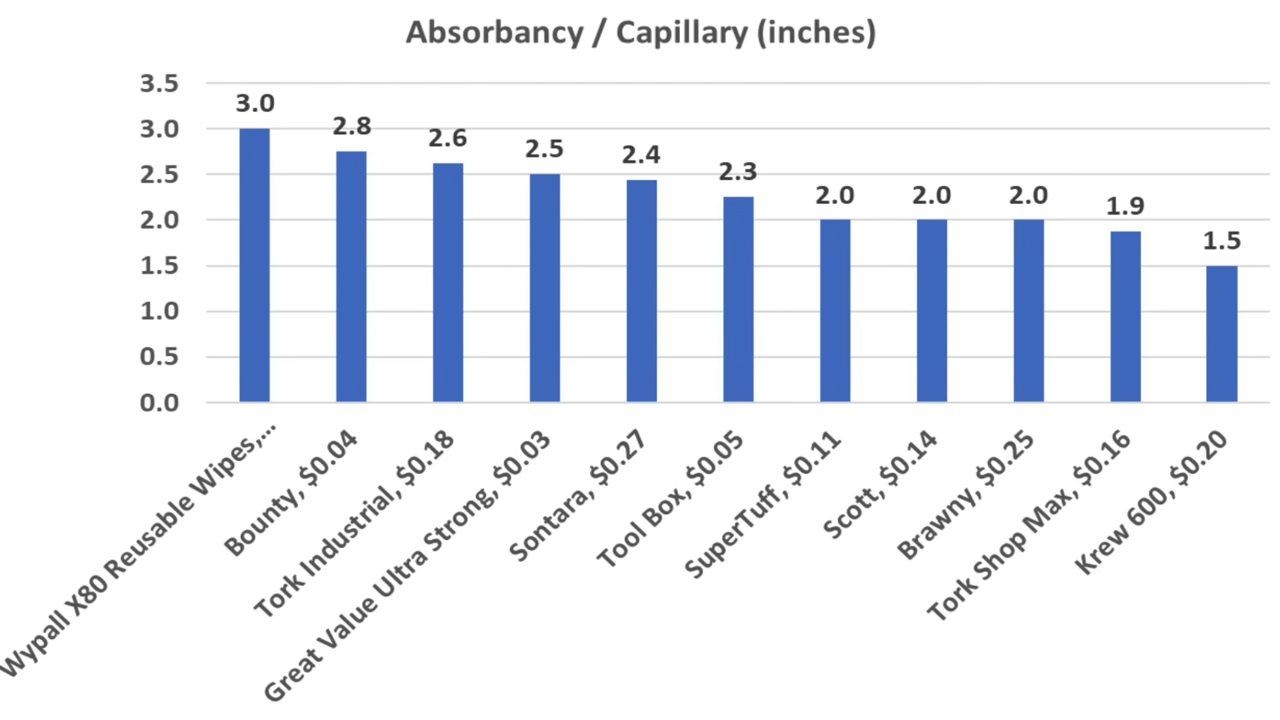 Absorbancy / Capillary (inches)
3.5
3.0
2.5
2.0
1.5
1.0
0.5
0.0
3.0
2.8
2.6
2.5
2.4
2.3
2.0
2.0
2.0
1.9
1.5
Wypall X80 Reusable Wipes,...
Bounty, $0.04
Tork Industrial, $0.18
Great Value Ultra Strong, $0.03
Sontara, $0.27
Tool Box, $0.05
SuperTuff, $0.11
Scott, $0.14
Brawny, $0.25
Tork Shop Max, $0.16
Krew 600, $0.20